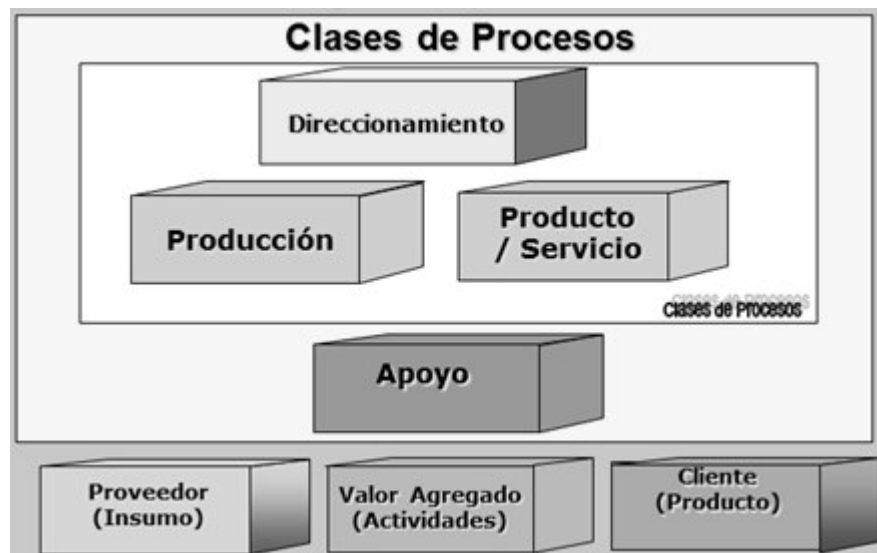 Clases de Procesos
Direccionamiento
Producción
Producto
/ Servicio
Clases de Procesos
Apoyo
Proveedor
(Insumo)
Valor Agregado
(Actividades)
Cliente
(Producto)